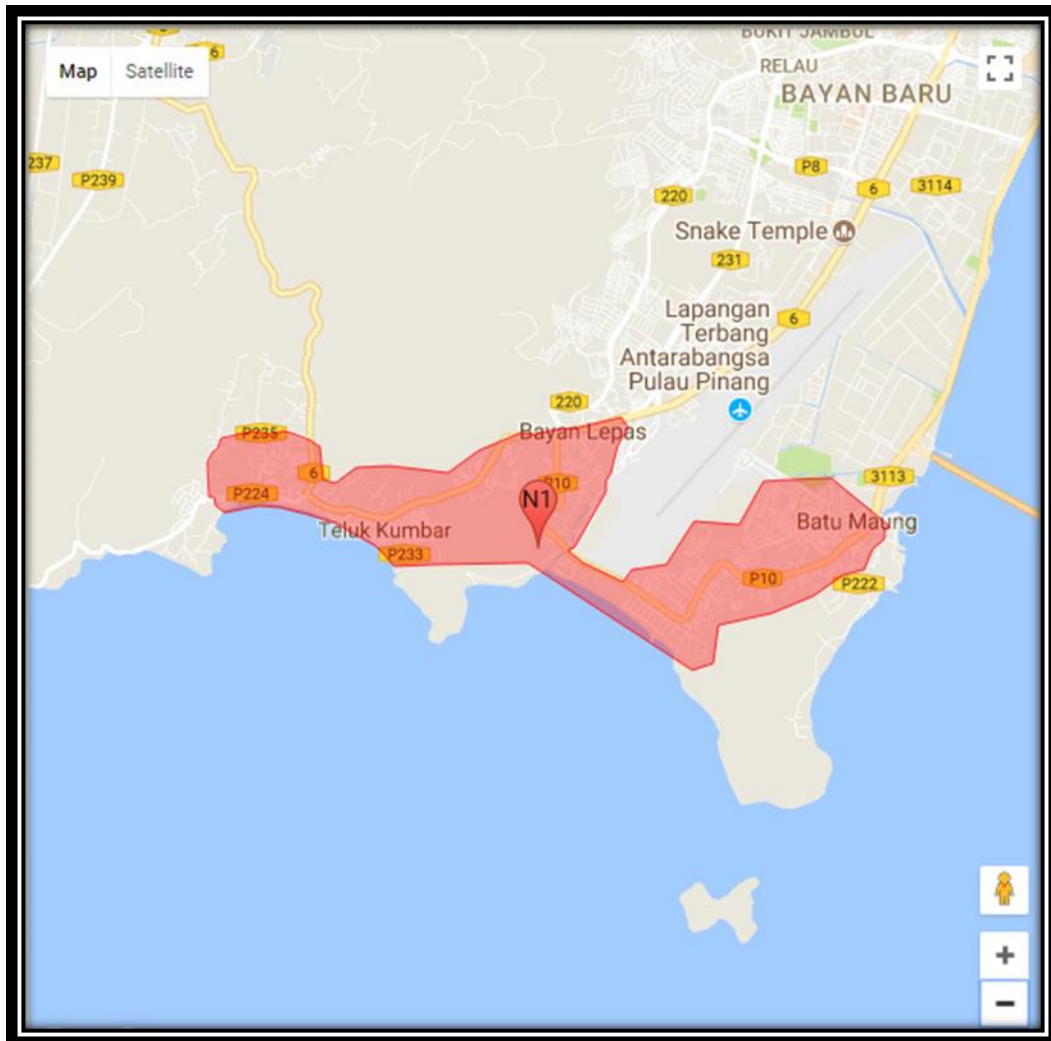 BUKIT JAMBUL
RELAU
BAYAN BARU
Map Satellite
6
237
P239
P8
6
3114
220
Snake Temple
231
Lapangan
Terbang
Antarabangsa
Pulau Pinang
6
220
Bayan Lepas
P235
6
P10
3113
P224
N1
Batu Maung
Teluk Kumbar
P233
P10
P222
+
−